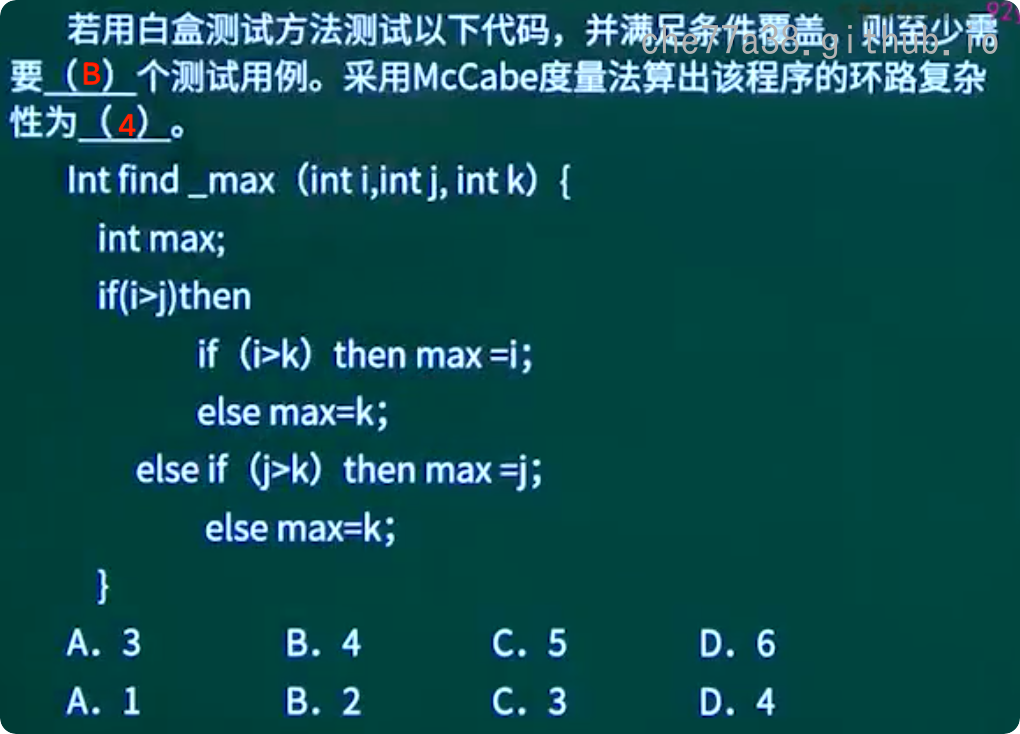 若用白盒测试方法测试以下代码，并满足条件覆盖，则至少需
che77a38.github.io
要（B）个测试用例。采用McCabe度量法算出该程序的环路复杂
性为（4）。
Int find _max（int i,int j, int k）{
int max;
if(i>j)then
if（i>k）then max =i；
else max=k；
else if（j>k）then max =j；
else max=k；
}
A. 3 B. 4 C. 5 D. 6
A. 1 B. 2 C. 3 D. 4